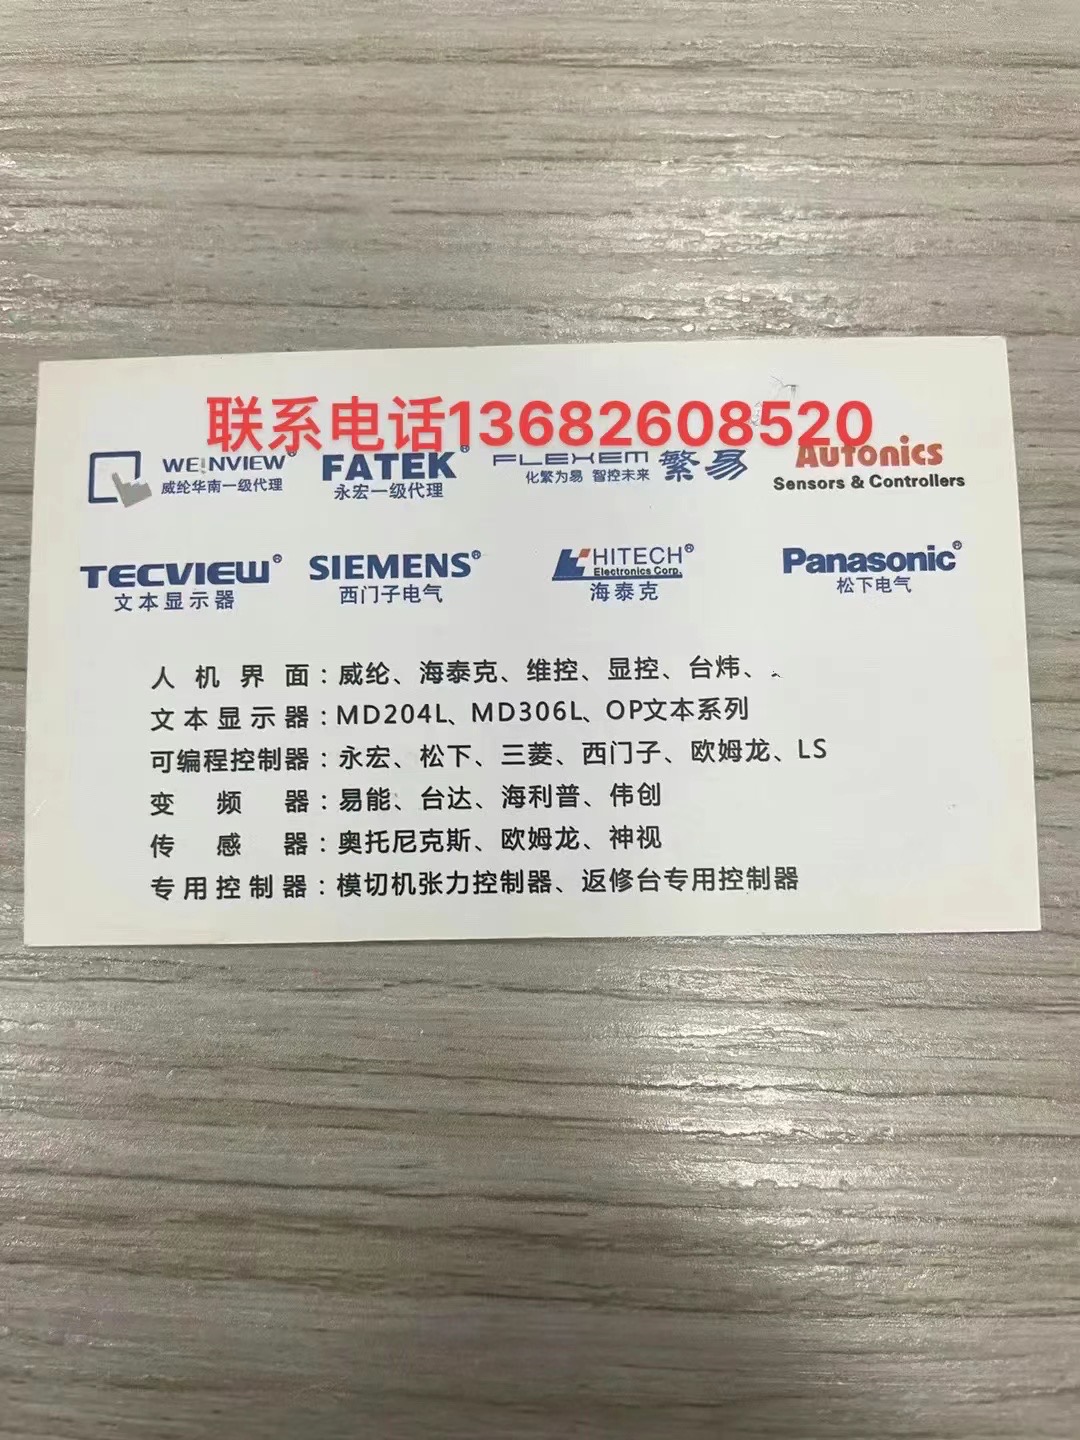 联系电话13682608520
WEINVIEW® FATEK® FLEXEM 繁易 Autonics
威纶华南一级代理 永宏一级代理 化繁为易 智控未来 Sensors & Controllers
TECVIEW® SIEMENS® HITECH® Panasonic®
Electronics Corp.
文本显示器 西门子电气 海泰克 松下电气
人机界面：威纶、海泰克、维控、显控、台炜、
文本显示器：MD204L、MD306L、OP文本系列
可编程控制器：永宏、松下、三菱、西门子、欧姆龙、LS
变频器：易能、台达、海利普、伟创
传感器：奥托尼克斯、欧姆龙、神视
专用控制器：模切机张力控制器、返修台专用控制器